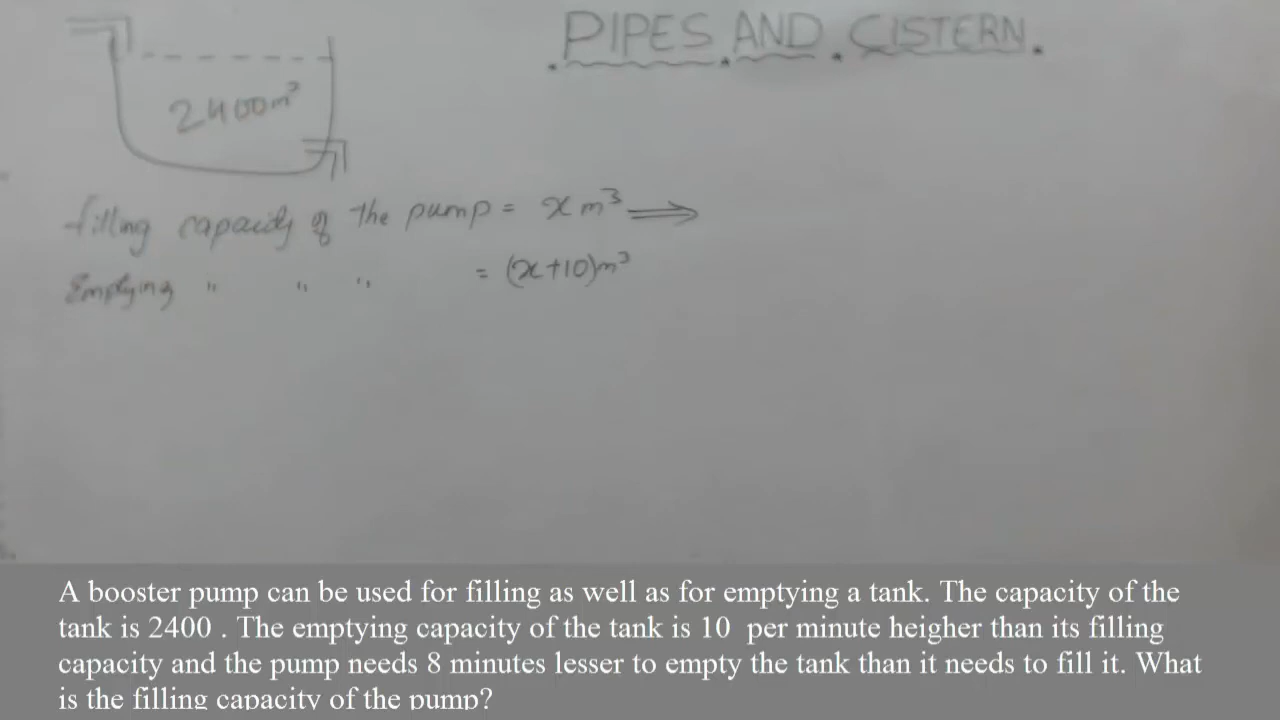 PIPES AND CISTERN.
2400m³
filling capacity of the pump = x m³ ⟹
Emptying " " " = (x+10)m³
A booster pump can be used for filling as well as for emptying a tank. The capacity of the
tank is 2400 . The emptying capacity of the tank is 10 per minute heigher than its filling
capacity and the pump needs 8 minutes lesser to empty the tank than it needs to fill it. What
is the filling capacity of the pump?